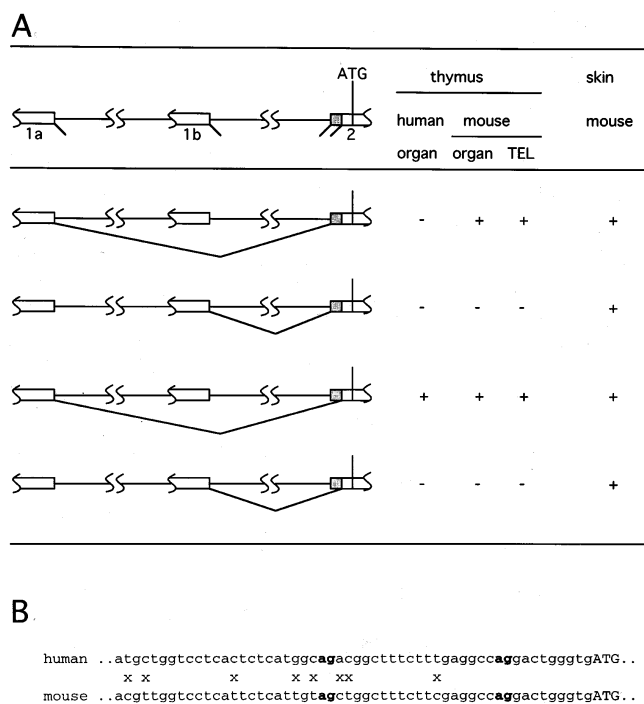 A
ATG
thymus skin
1a 1b 2 human mouse mouse
organ organ TEL
- + + +
- - - +
+ + + +
- - - +
B
human ..atgctggtcctcactctcatggcagacggctttctttgaggccaggactgggtgATG..
x x x x x xx x
mouse ..acgttggtcctcattctcattgtagctggctttcttcgaggccaggactgggtgATG..